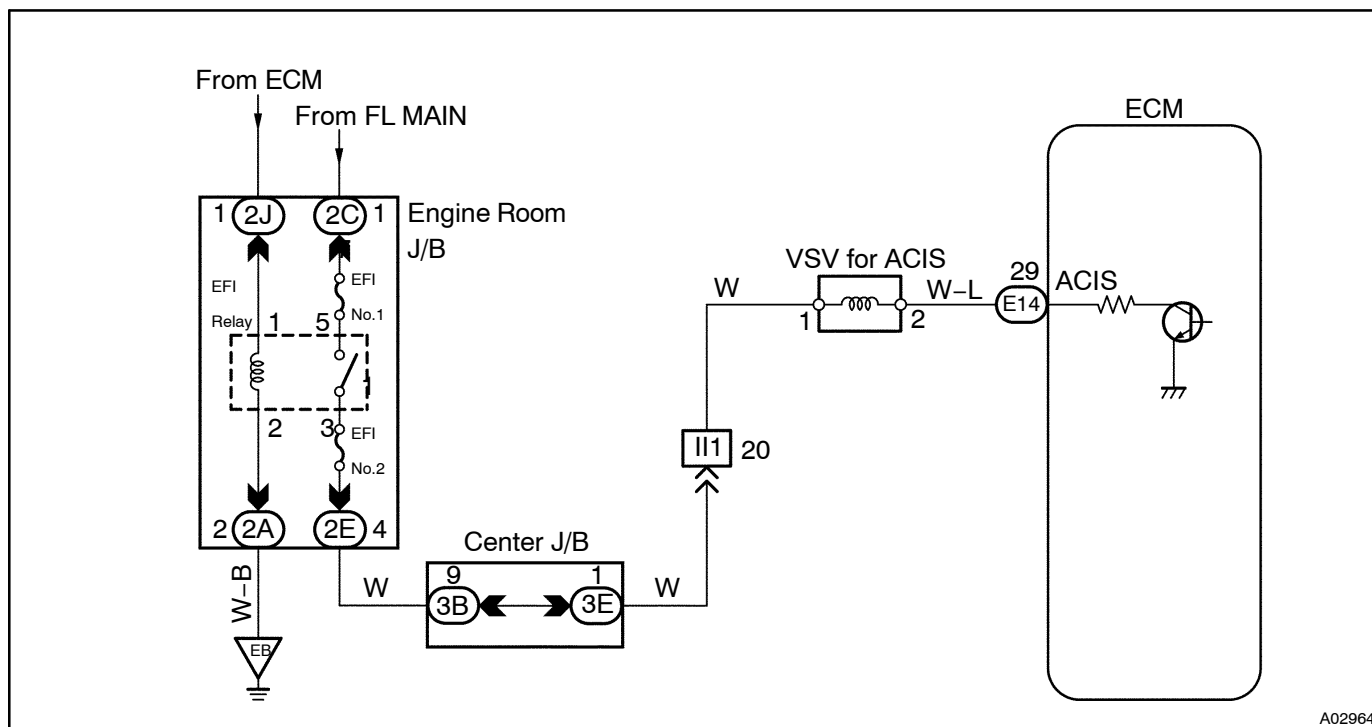 From ECM
From FL MAIN
ECM
1 2J 2C 1 Engine Room
J/B
EFI EFI
Relay 1 5 No.1
2 3 EFI
No.2
2 2A 2E 4
W-B
EB
W
Center J/B
9 1
3B 3E
W
II1 20
W
VSV for ACIS
1 2
W-L
29
E14
ACIS
A02964